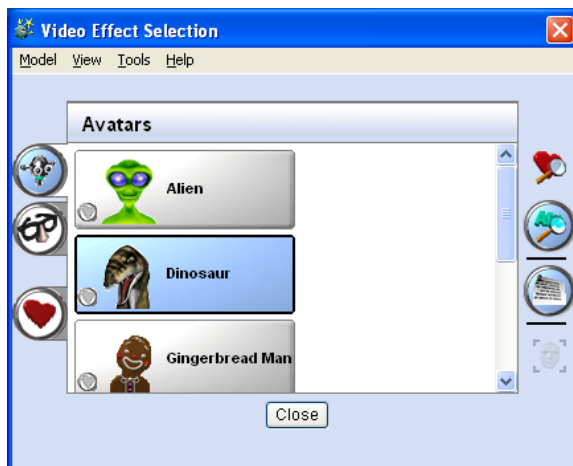 Video Effect Selection
Model View Tools Help
Avatars
Alien
Dinosaur
Gingerbread Man
Close